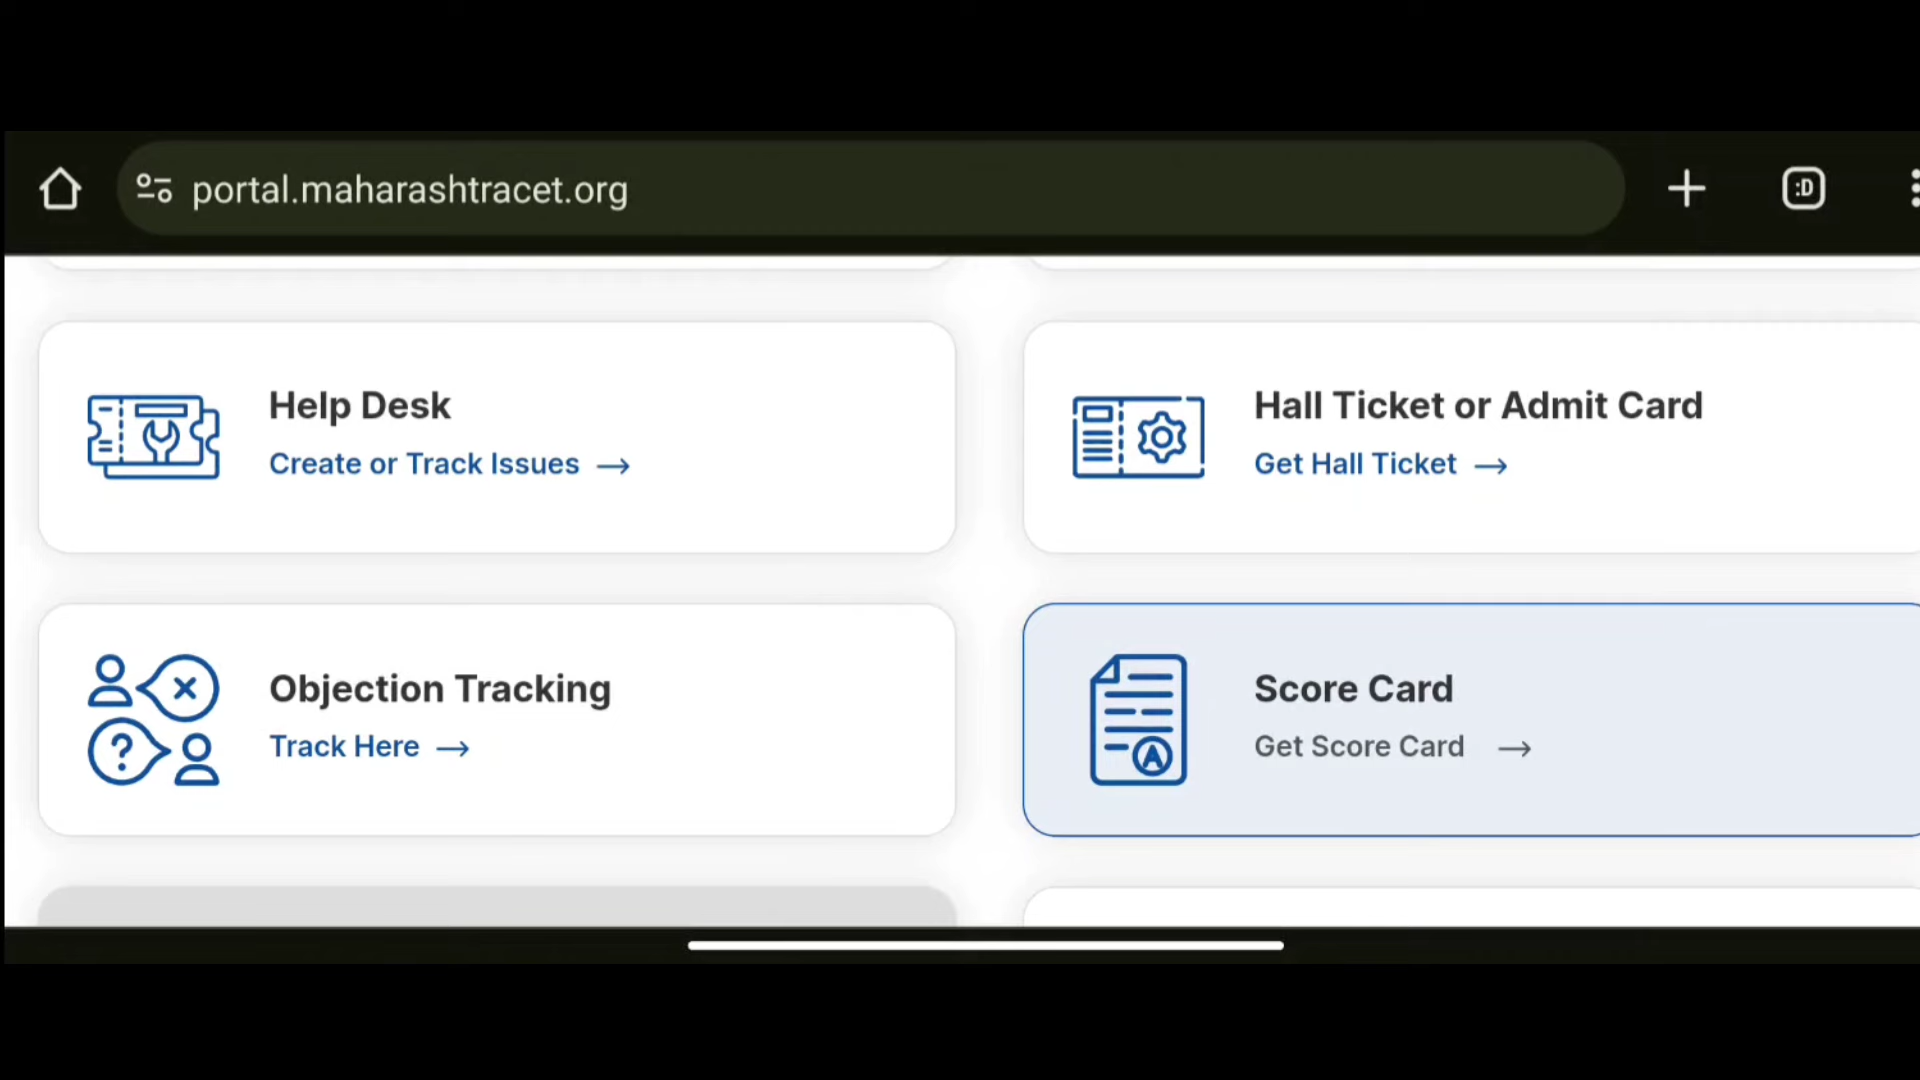 portal.maharashtracet.org
:D
Help Desk
Create or Track Issues →
Hall Ticket or Admit Card
Get Hall Ticket →
Objection Tracking
Track Here →
Score Card
Get Score Card →